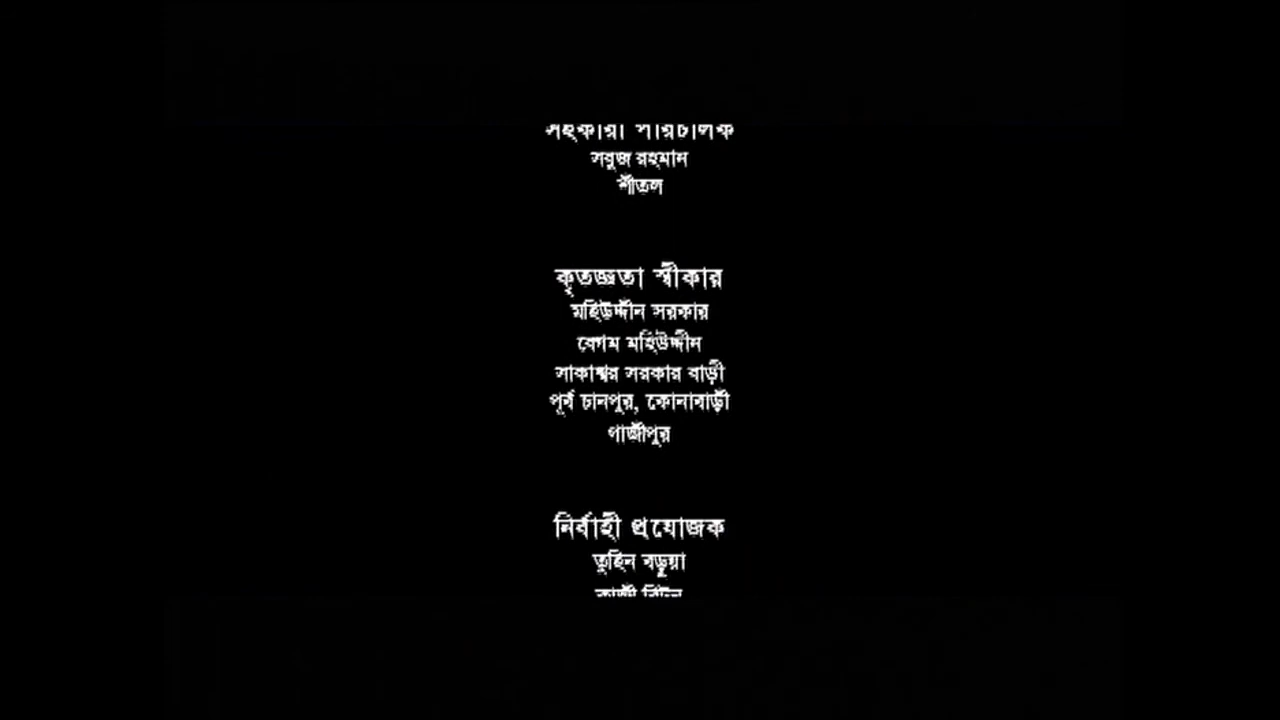 সহকারী পরিচালক
সবুজ রহমান
শীতল
কৃতজ্ঞতা স্বীকার
মহিউদ্দীন সরকার
বেগম মহিউদ্দীন
সাকাশ্বর সরকার বাড়ী
পূর্ব চানপুর, কোনাবাড়ী
গাজীপুর
নির্বাহী প্রযোজক
তুহিন বড়ুয়া
কাজী রিটন